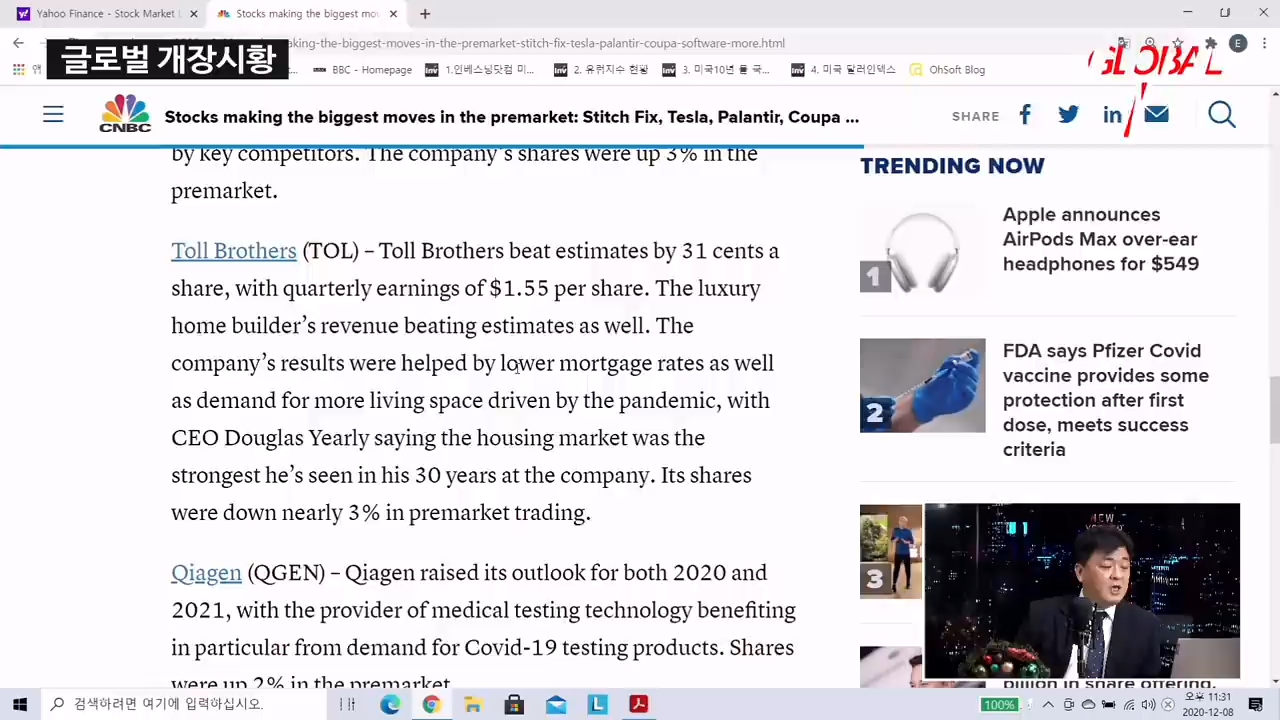 Yahoo Finance - Stock Market
Stocks making the biggest mov
글로벌 개장시황
aking-the-biggest-moves-in-the-premarket-stitch-fix-tesla-palantir-coupa-software-more.html
GLOBAL
E
BBC - Homepage
1.인베스팅닷컴 미...
2. 유럽지수 현황
3. 미국10년 물 국...
4. 미국 달러인덱스
OhSoft Blog
CNBC
Stocks making the biggest moves in the premarket: Stitch Fix, Tesla, Palantir, Coupa ...
SHARE
by key competitors. The company's shares were up 3% in the
premarket.
Toll Brothers (TOL) – Toll Brothers beat estimates by 31 cents a
share, with quarterly earnings of $1.55 per share. The luxury
home builder's revenue beating estimates as well. The
company's results were helped by lower mortgage rates as well
as demand for more living space driven by the pandemic, with
CEO Douglas Yearly saying the housing market was the
strongest he's seen in his 30 years at the company. Its shares
were down nearly 3% in premarket trading.
Qiagen (QGEN) – Qiagen raised its outlook for both 2020 and
2021, with the provider of medical testing technology benefiting
in particular from demand for Covid-19 testing products. Shares
were up 2% in the premarket.
TRENDING NOW
1
Apple announces
AirPods Max over-ear
headphones for $549
2
FDA says Pfizer Covid
vaccine provides some
protection after first
dose, meets success
criteria
3
NEW
billion in share offering,
검색하려면 여기에 입력하십시오.
100%
오후 11:31
2020-12-08